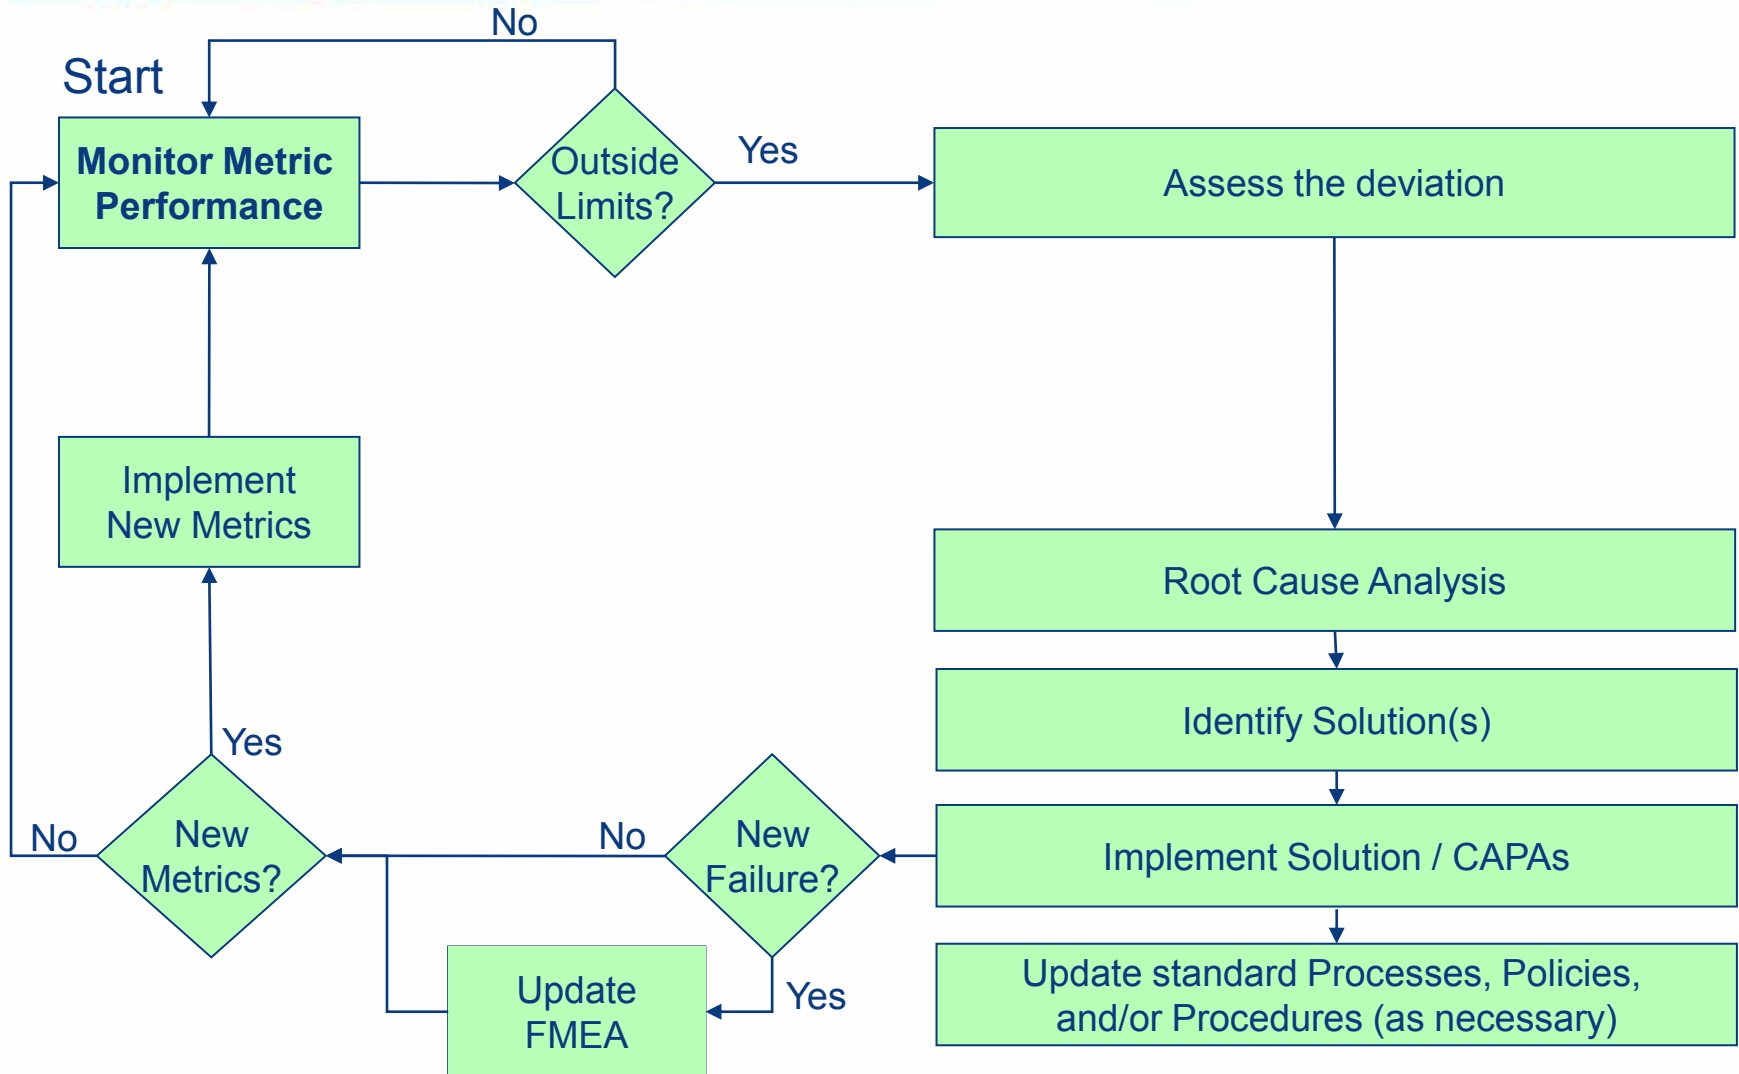 No
Start
Monitor Metric
Performance
Outside
Limits?
Yes
Assess the deviation
Root Cause Analysis
Identify Solution(s)
Implement Solution / CAPAs
Update standard Processes, Policies,
and/or Procedures (as necessary)
New
Failure?
No
Yes
Update
FMEA
New
Metrics?
No
Yes
Implement
New Metrics